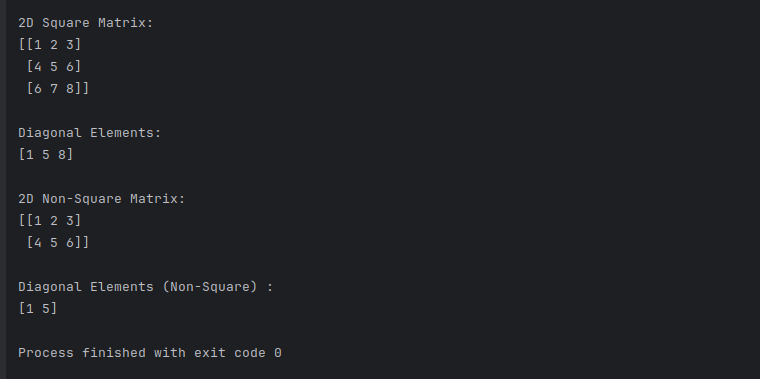 2D Square Matrix:
[[1 2 3]
 [4 5 6]
 [6 7 8]]
Diagonal Elements:
[1 5 8]
2D Non-Square Matrix:
[[1 2 3]
 [4 5 6]]
Diagonal Elements (Non-Square) :
[1 5]
Process finished with exit code 0